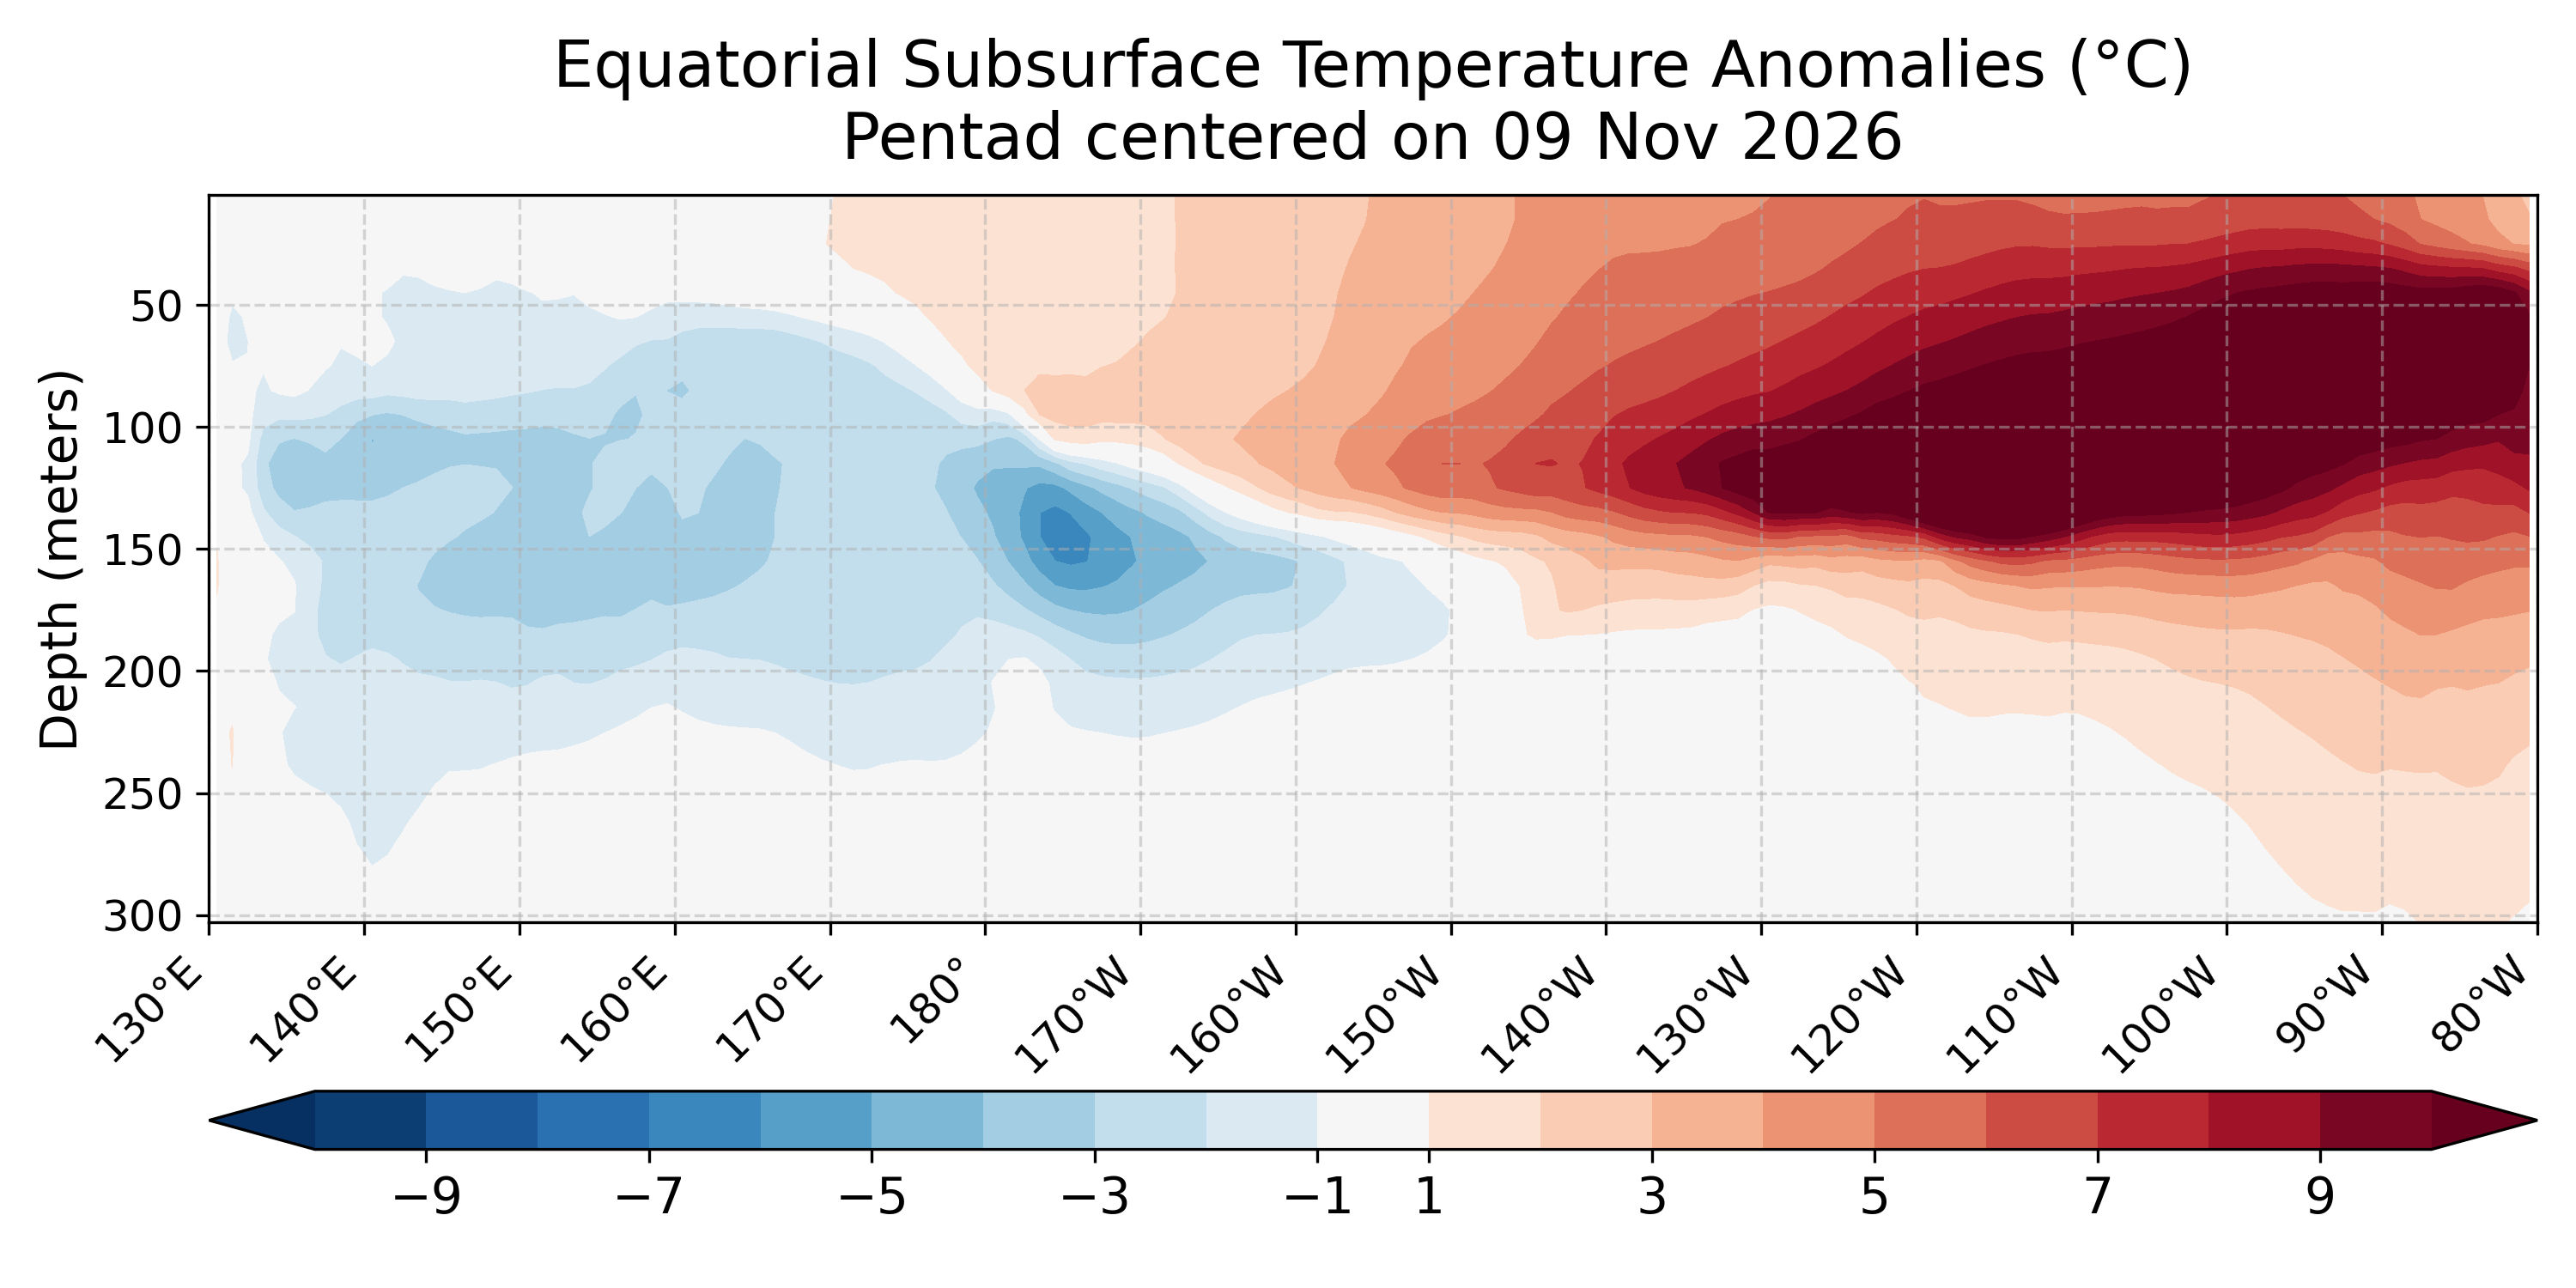 Equatorial Subsurface Temperature Anomalies (°C)
Pentad centered on 09 Nov 2026
Depth (meters)
50
100
150
200
250
300
130°E 140°E 150°E 160°E 170°E 180° 170°W 160°W 150°W 140°W 130°W 120°W 110°W 100°W 90°W 80°W
−9 −7 −5 −3 −1 1 3 5 7 9